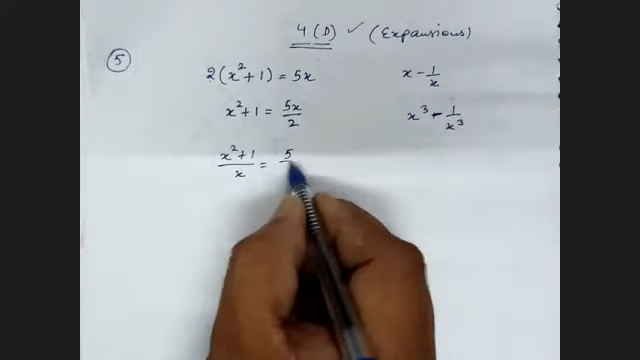 4(D) ✓ (Expansions)
5
2(x² + 1) = 5x
x - 1/x
x² + 1 = 5x/2
x³ - 1/x³
(x² + 1)/x = 5